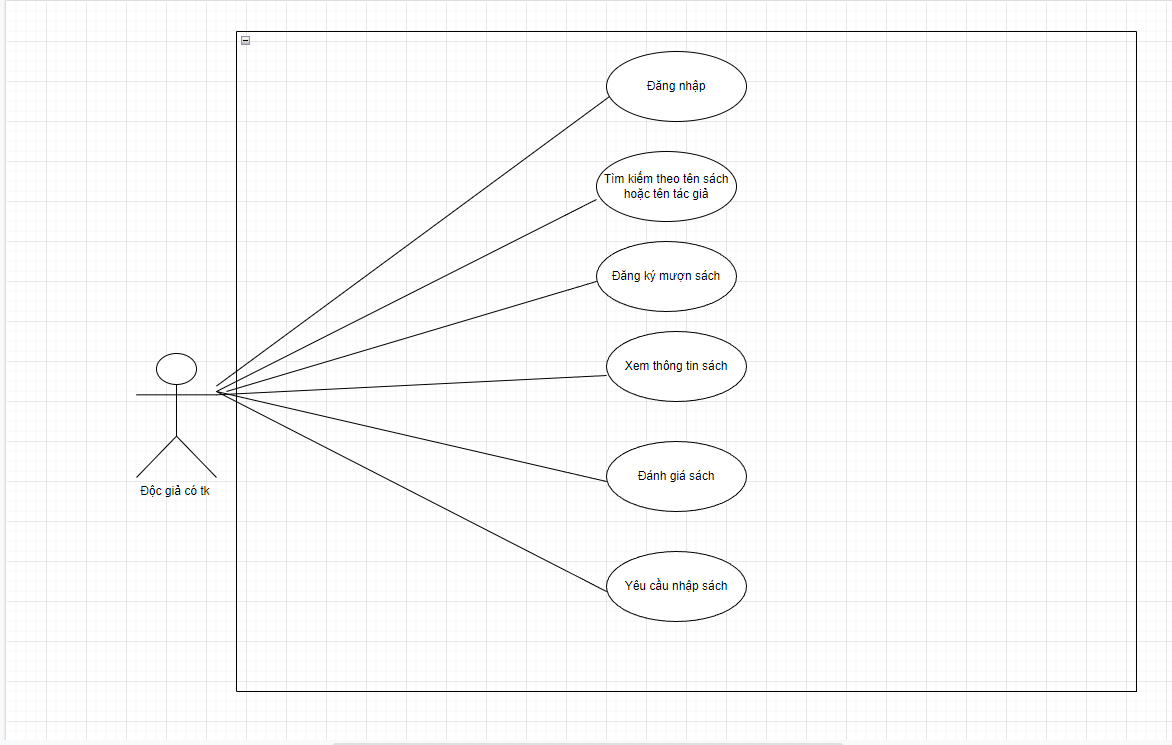 Đăng nhập
Tìm kiếm theo tên sách
hoặc tên tác giả
Đăng ký mượn sách
Xem thông tin sách
Đánh giá sách
Yêu cầu nhập sách
Độc giả có tk